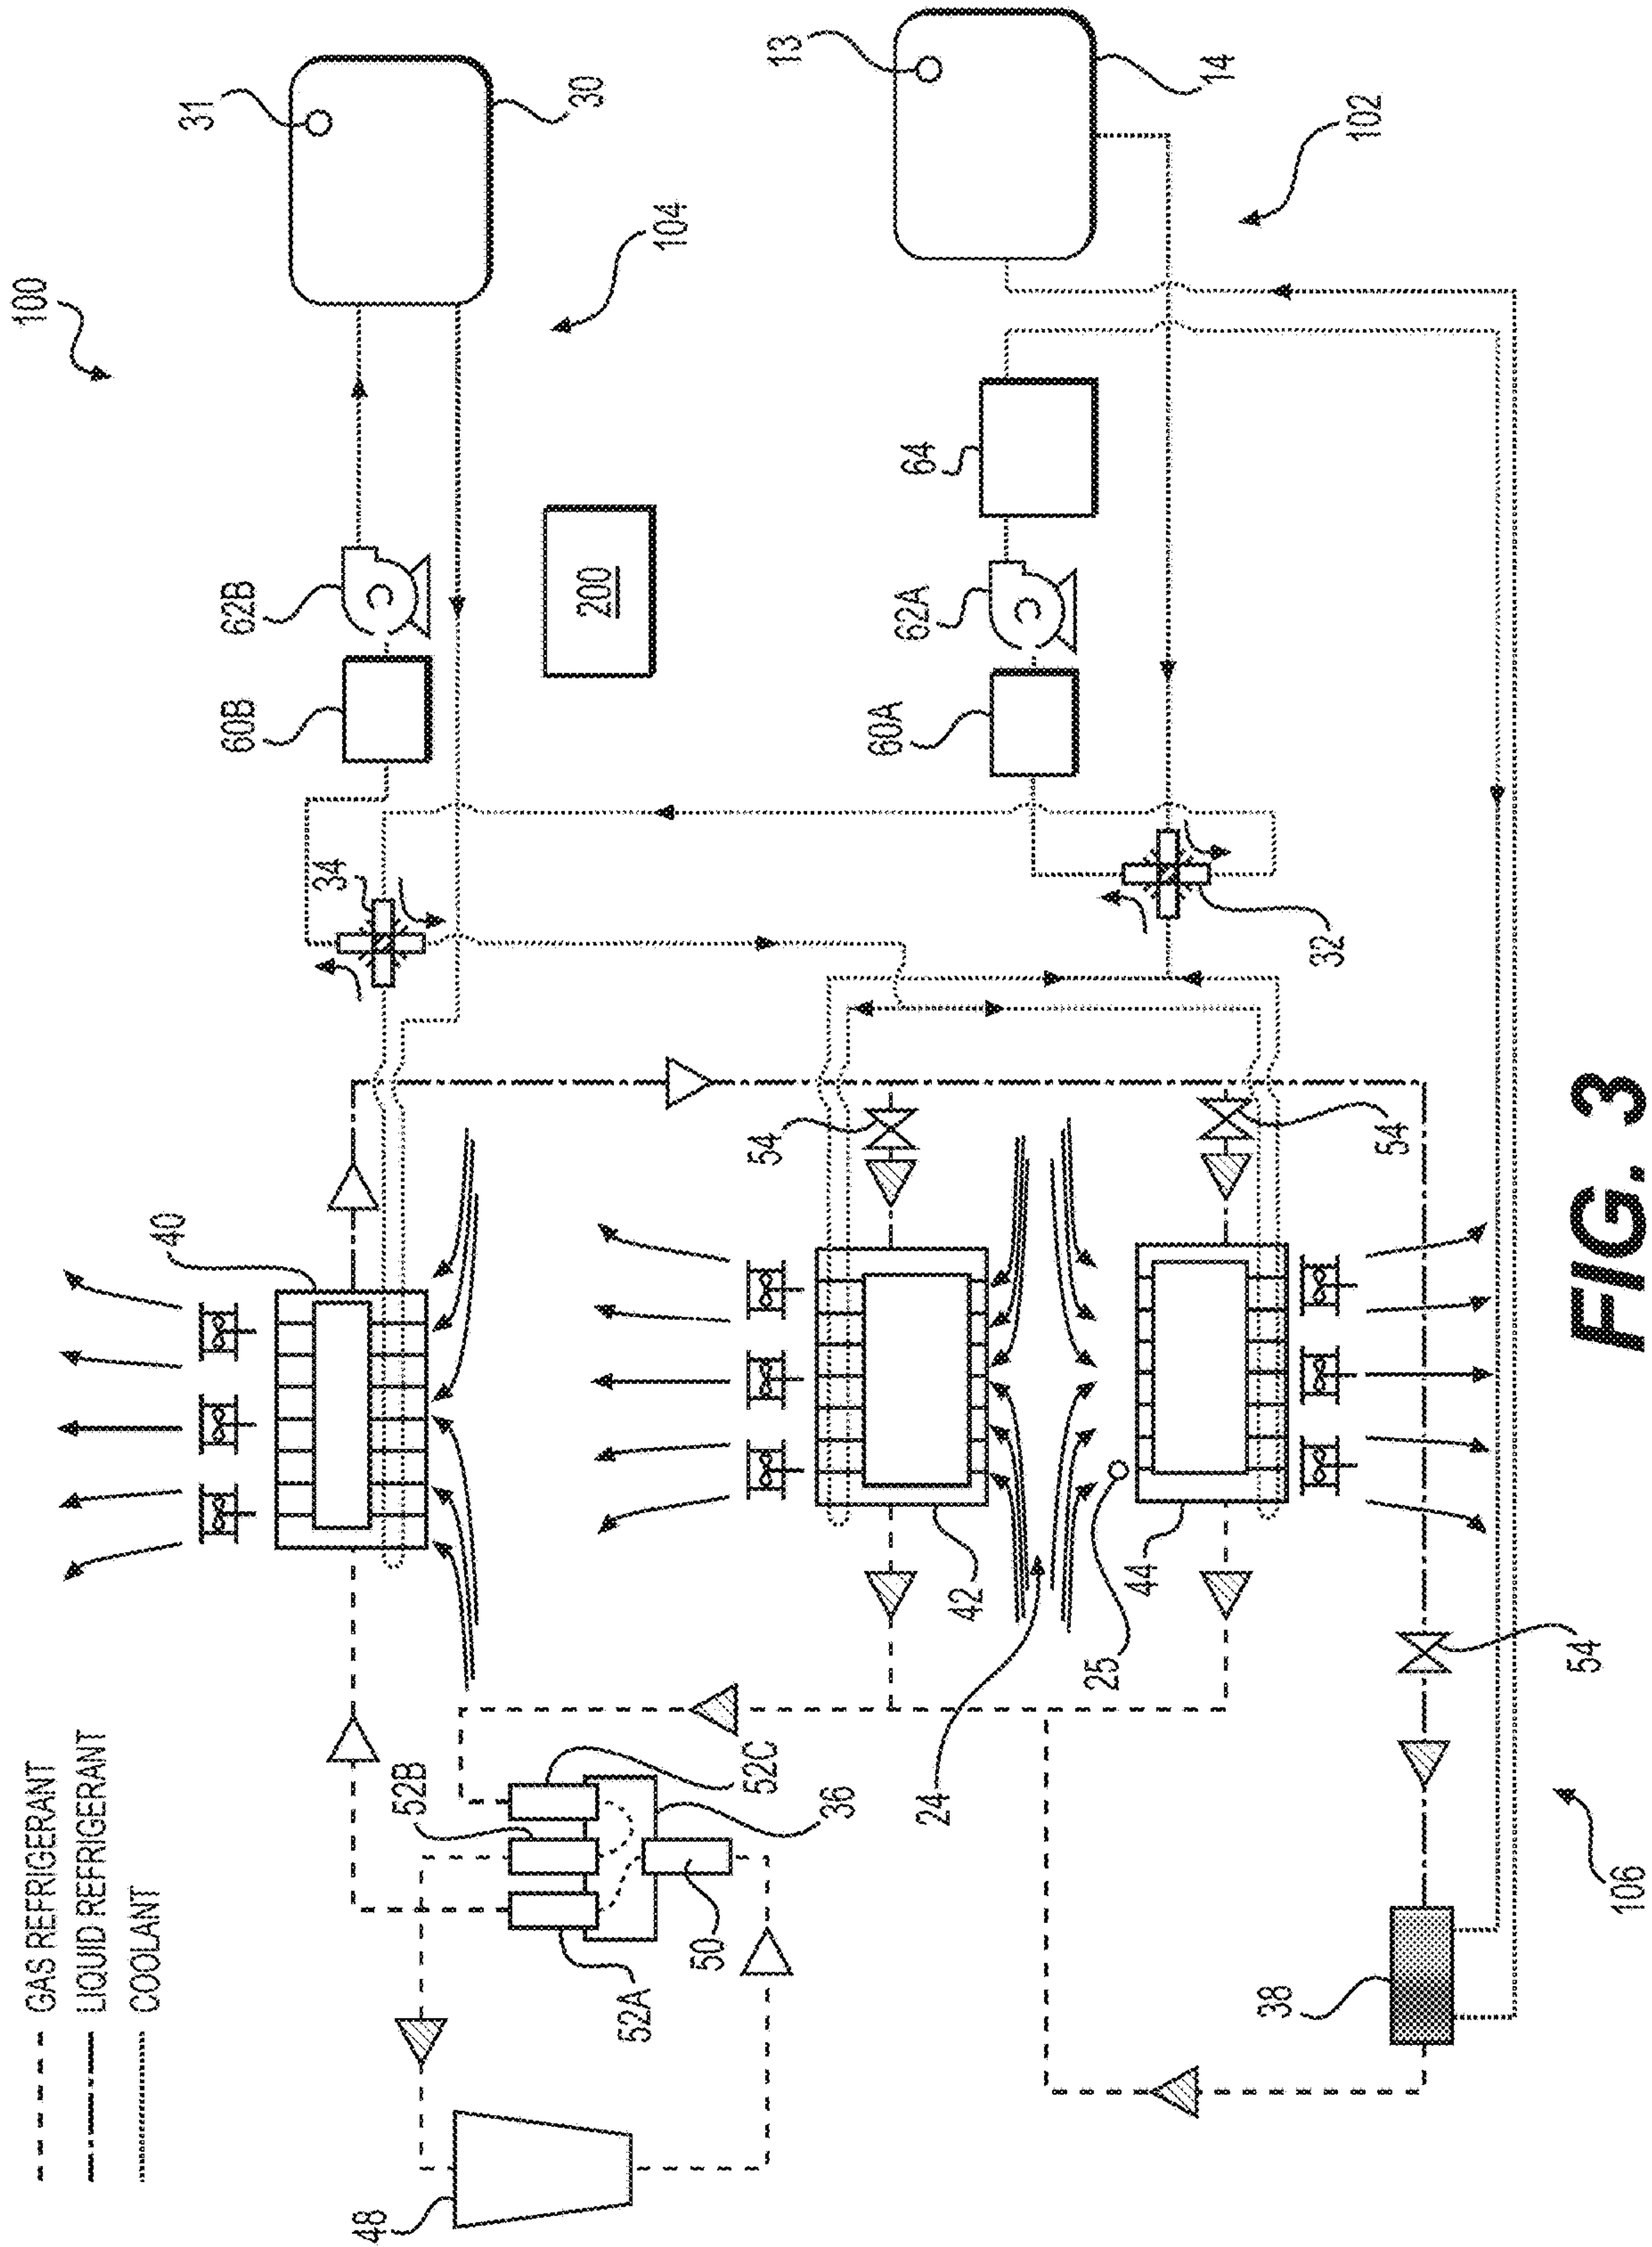 GAS REFRIGERANT
LIQUID REFRIGERANT
COOLANT
100
31
30
104
13
14
102
62B
60B
200
64
62A
60A
34
32
40
54
54
42
44
25
24
54
52B
52C
36
50
52A
48
38
106
FIG. 3